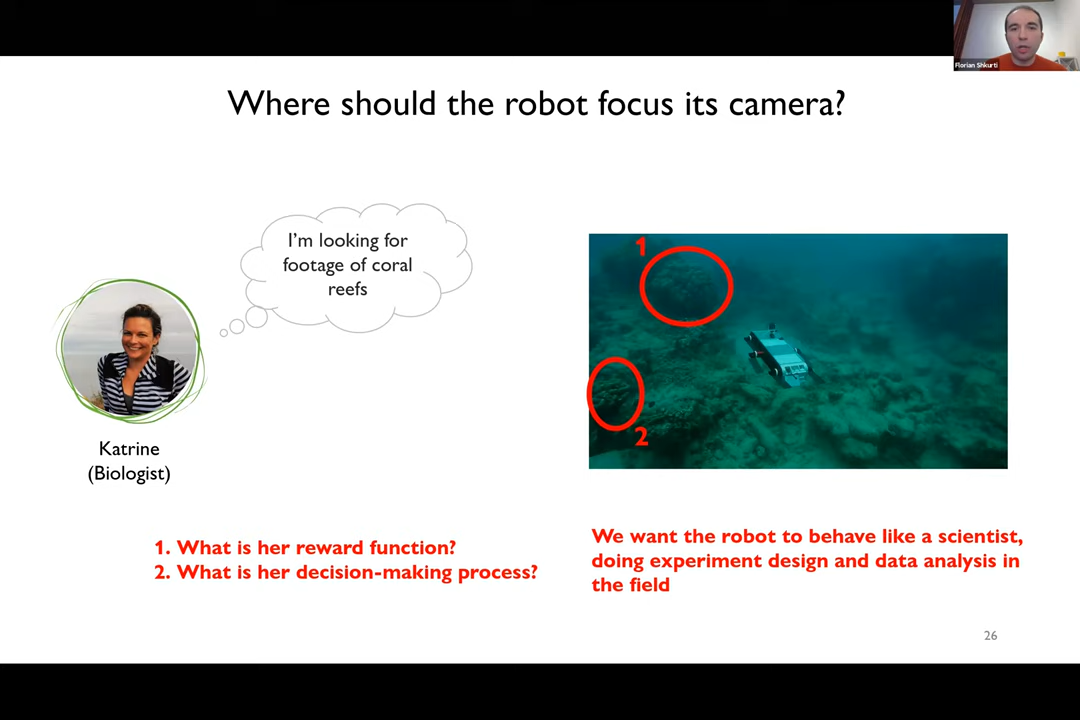 Florian Shkurti
Where should the robot focus its camera?
I'm looking for
footage of coral
reefs
1
2
Katrine
(Biologist)
1. What is her reward function?
2. What is her decision-making process?
We want the robot to behave like a scientist,
doing experiment design and data analysis in
the field
26